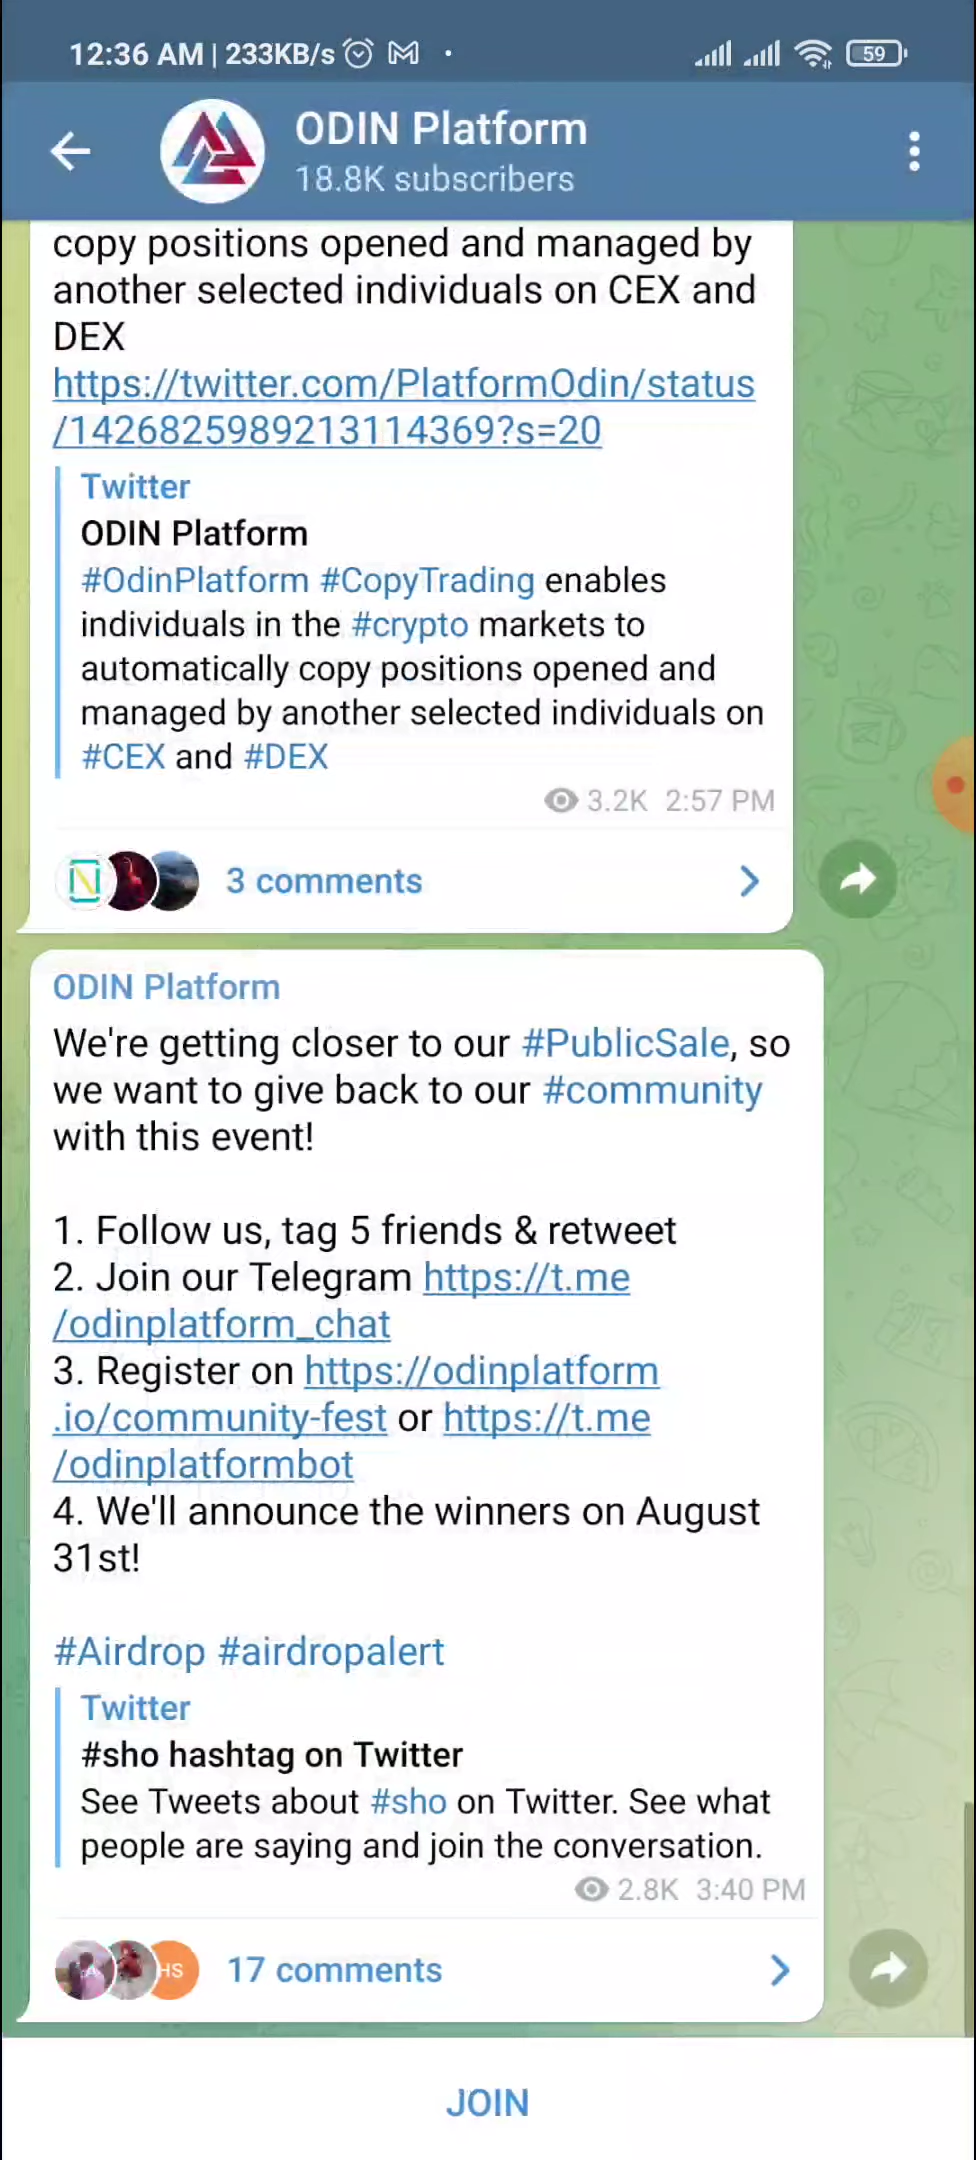 12:36 AM | 233KB/s
59
ODIN Platform
18.8K subscribers
copy positions opened and managed by
another selected individuals on CEX and
DEX
https://twitter.com/PlatformOdin/status
/1426825989213114369?s=20
Twitter
ODIN Platform
#OdinPlatform #CopyTrading enables
individuals in the #crypto markets to
automatically copy positions opened and
managed by another selected individuals on
#CEX and #DEX
3.2K 2:57 PM
3 comments
ODIN Platform
We're getting closer to our #PublicSale, so
we want to give back to our #community
with this event!
1. Follow us, tag 5 friends & retweet
2. Join our Telegram https://t.me
/odinplatform_chat
3. Register on https://odinplatform
.io/community-fest or https://t.me
/odinplatformbot
4. We'll announce the winners on August
31st!
#Airdrop #airdropalert
Twitter
#sho hashtag on Twitter
See Tweets about #sho on Twitter. See what
people are saying and join the conversation.
2.8K 3:40 PM
HS
17 comments
JOIN